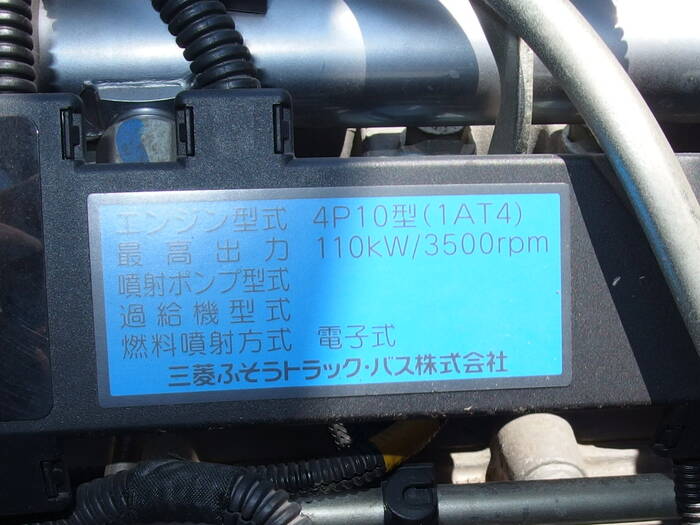 エンジン型式 4P10型(1AT4)
最高出力 110kW/3500rpm
噴射ポンプ型式
過給機型式
燃料噴射方式 電子式
三菱ふそうトラック・バス株式会社